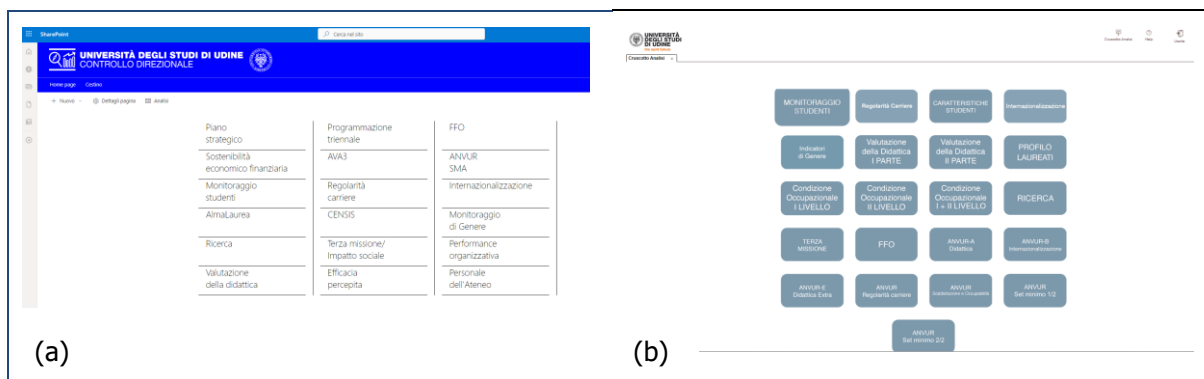 SharePoint
Cerca nel sito
UNIVERSITÀ DEGLI STUDI DI UDINE
CONTROLLO DIREZIONALE
Home page Cestino
+ Nuovo Dettagli pagina Analisi
Piano
strategico
Programmazione
triennale
FFO
Sostenibilità
economico finanziaria
AVA3
ANVUR
SMA
Monitoraggio
studenti
Regolarità
carriere
Internazionalizzazione
AlmaLaurea
CENSIS
Monitoraggio
di Genere
Ricerca
Terza missione/
Impatto sociale
Performance
organizzativa
Valutazione
della didattica
Efficacia
percepita
Personale
dell'Ateneo
(a)
UNIVERSITÀ
DEGLI STUDI
DI UDINE
Cruscotto Analisi
Help
Utente
Cruscotto Analisi
MONITORAGGIO
STUDENTI
Regolarità Carriere
CARATTERISTICHE
STUDENTI
Internazionalizzazione
Indicatori
di Genere
Valutazione
della Didattica
I PARTE
Valutazione
della Didattica
II PARTE
PROFILO
LAUREATI
Condizione
Occupazionale
I LIVELLO
Condizione
Occupazionale
II LIVELLO
Condizione
Occupazionale
I + II LIVELLO
RICERCA
TERZA
MISSIONE
FFO
ANVUR-A
Didattica
ANVUR-B
Internazionalizzazione
ANVUR-E
Didattica Extra
ANVUR
Regolarità carriere
ANVUR
Soddisfazione e Occupabilità
ANVUR
Set minimo 1/2
ANVUR
Set minimo 2/2
(b)